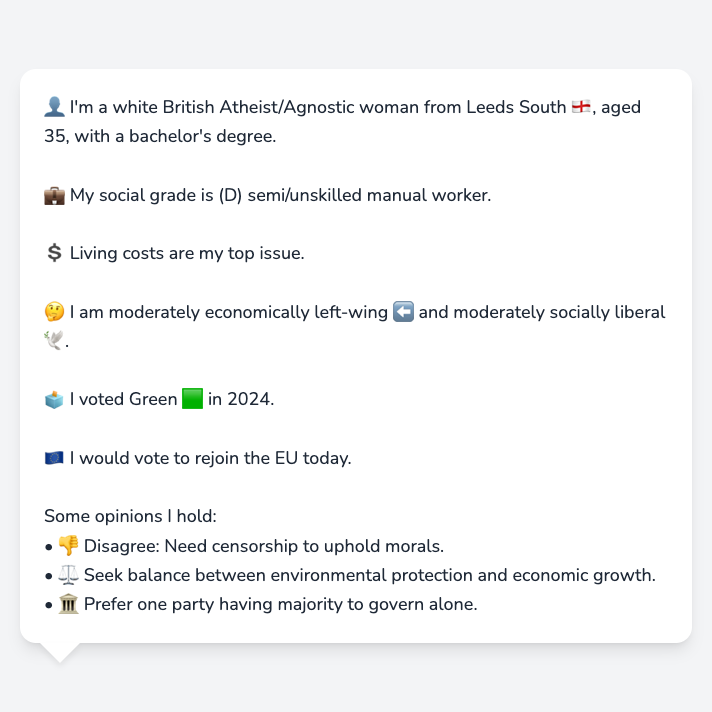 👤 I'm a white British Atheist/Agnostic woman from Leeds South 🏴󠁧󠁢󠁥󠁮󠁧󠁿, aged
35, with a bachelor's degree.
💼 My social grade is (D) semi/unskilled manual worker.
💲 Living costs are my top issue.
🤔 I am moderately economically left-wing ⬅️ and moderately socially liberal
🕊️.
🗳️ I voted Green 🟩 in 2024.
🇪🇺 I would vote to rejoin the EU today.
Some opinions I hold:
• 👎 Disagree: Need censorship to uphold morals.
• ⚖️ Seek balance between environmental protection and economic growth.
• 🏛️ Prefer one party having majority to govern alone.